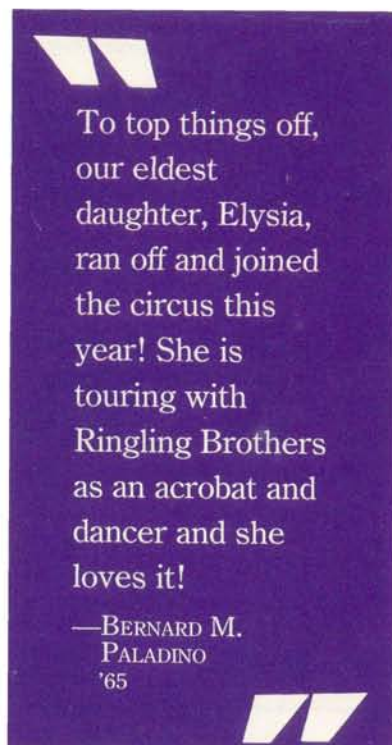 To top things off,
our eldest
daughter, Elysia,
ran off and joined
the circus this
year! She is
touring with
Ringling Brothers
as an acrobat and
dancer and she
loves it!
—BERNARD M.
PALADINO
'65